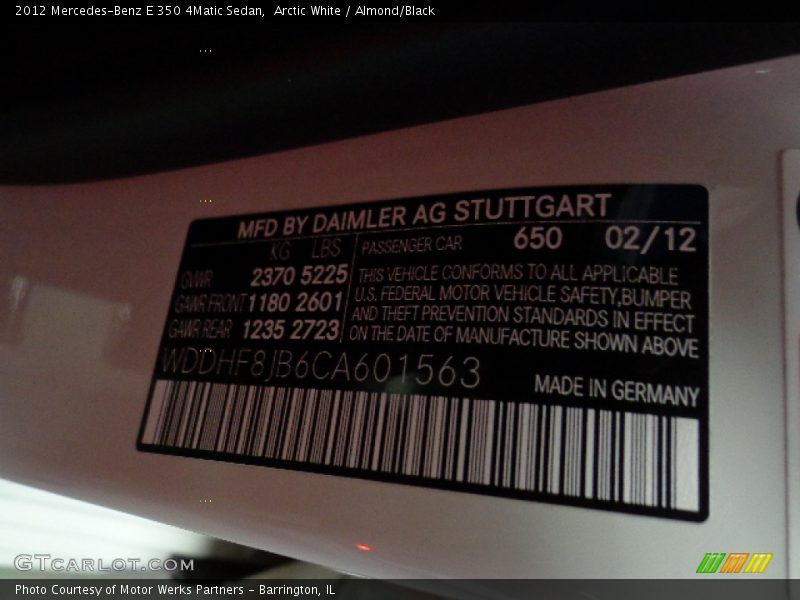 2012 Mercedes-Benz E 350 4Matic Sedan,  Arctic White / Almond/Black
MFD BY DAIMLER AG STUTTGART
KG LBS
GVWR 2370 5225
GAWR FRONT 1180 2601
GAWR REAR 1235 2723
PASSENGER CAR 650 02/12
THIS VEHICLE CONFORMS TO ALL APPLICABLE
U.S. FEDERAL MOTOR VEHICLE SAFETY,BUMPER
AND THEFT PREVENTION STANDARDS IN EFFECT
ON THE DATE OF MANUFACTURE SHOWN ABOVE
WDDHF8JB6CA601563
MADE IN GERMANY
GTCARLOT.COM
Photo Courtesy of Motor Werks Partners - Barrington, IL